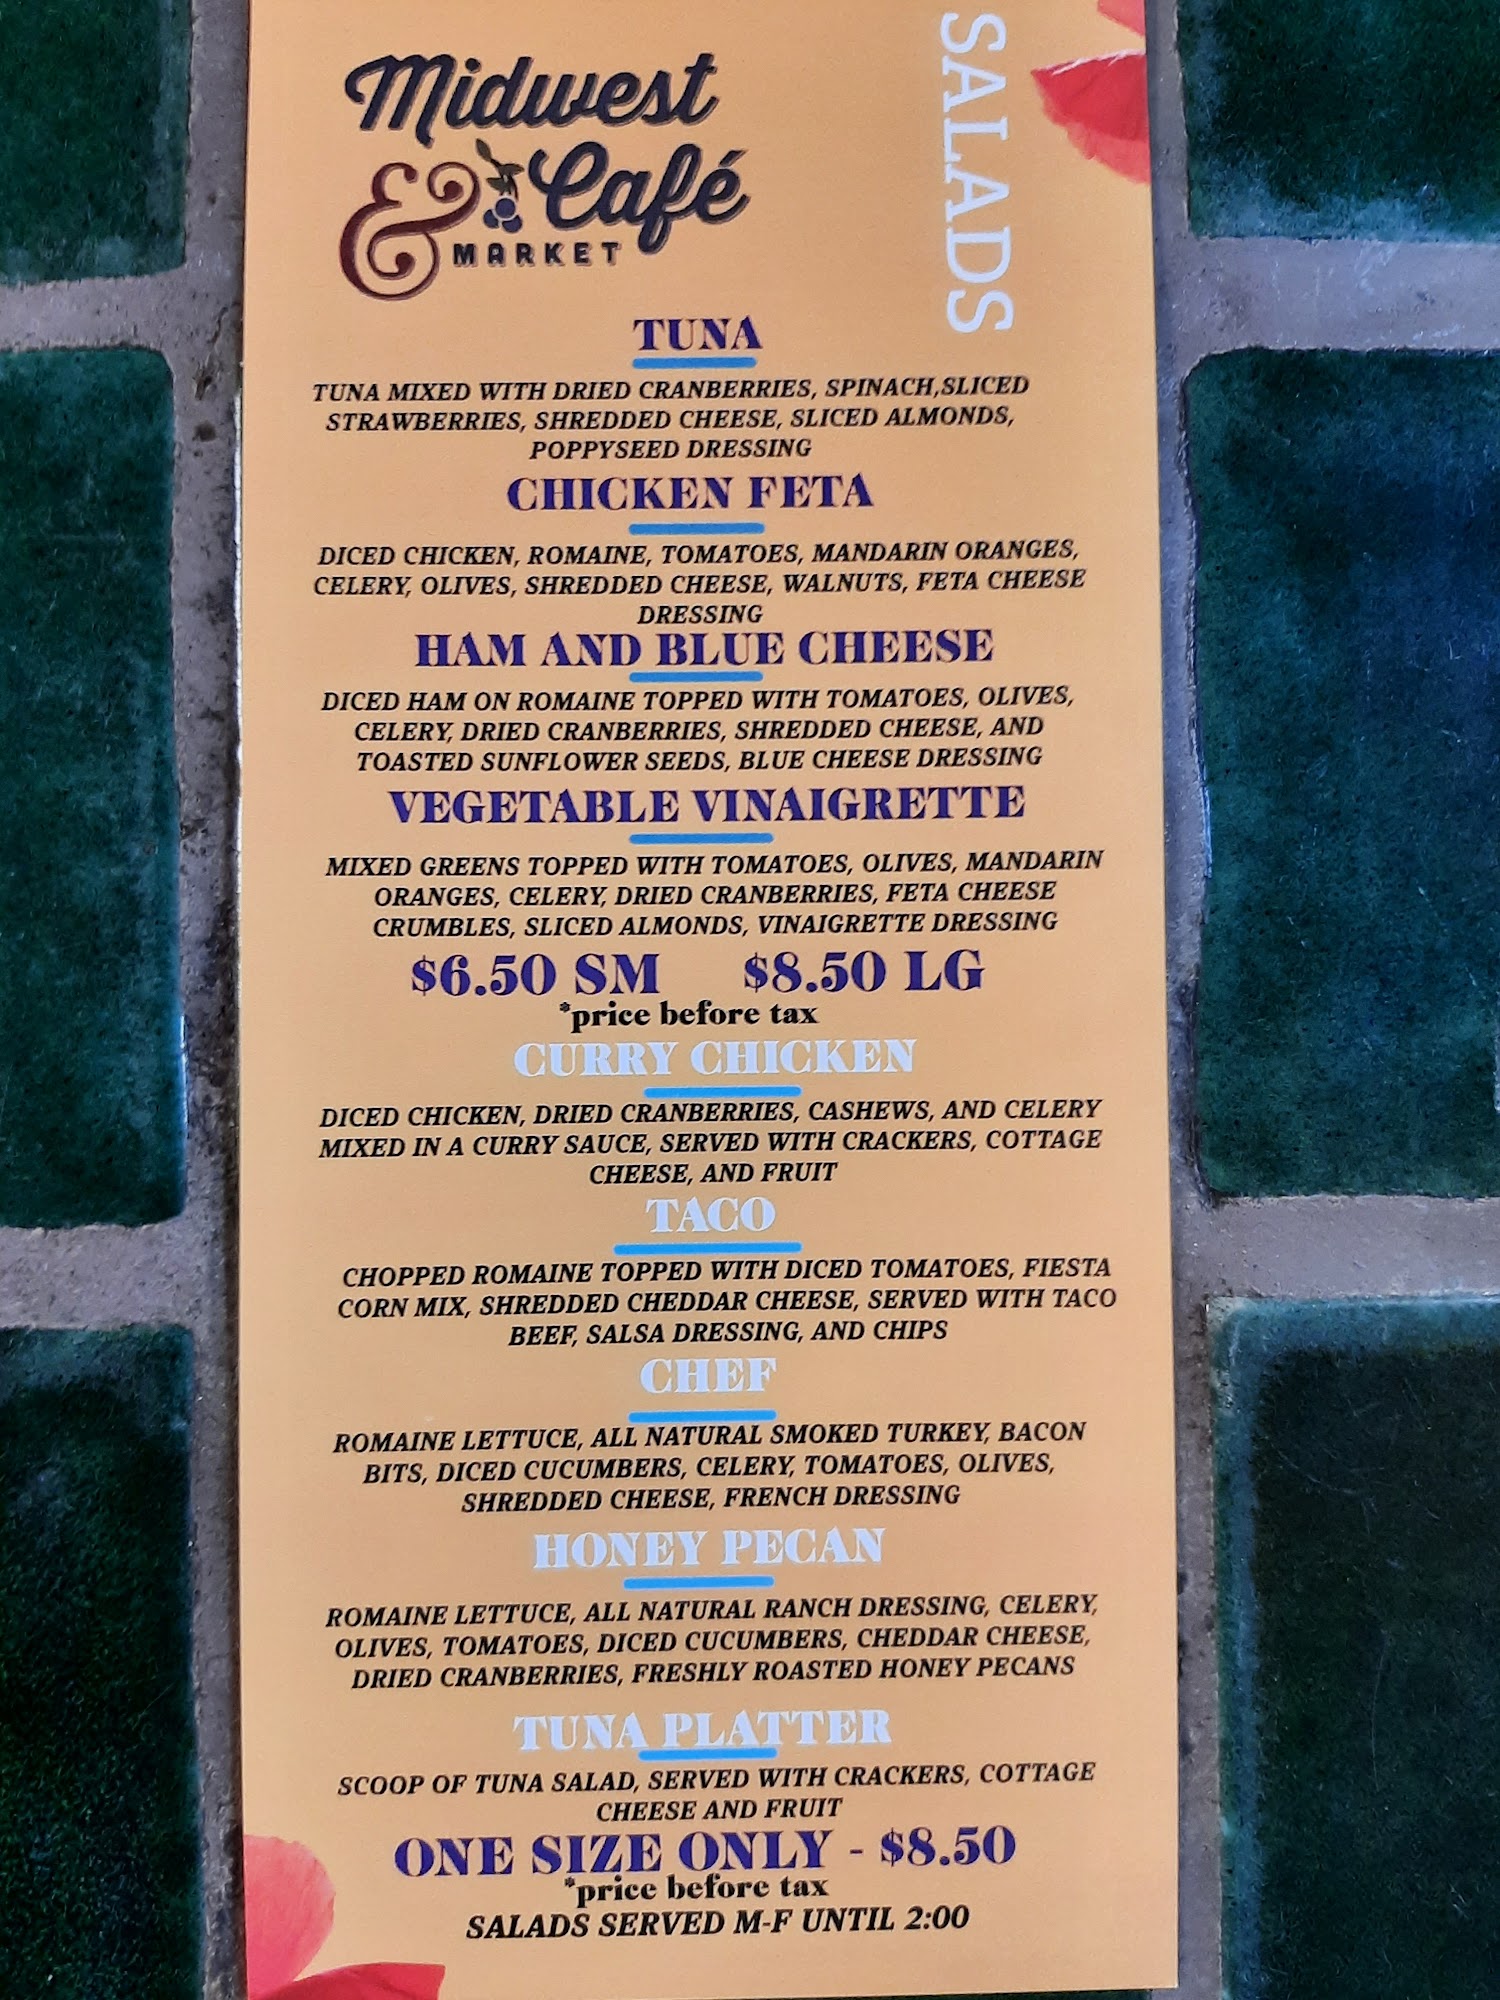 Midwest
& Café
MARKET
SALADS
TUNA
TUNA MIXED WITH DRIED CRANBERRIES, SPINACH,SLICED
STRAWBERRIES, SHREDDED CHEESE, SLICED ALMONDS,
POPPYSEED DRESSING
CHICKEN FETA
DICED CHICKEN, ROMAINE, TOMATOES, MANDARIN ORANGES,
CELERY, OLIVES, SHREDDED CHEESE, WALNUTS, FETA CHEESE
DRESSING
HAM AND BLUE CHEESE
DICED HAM ON ROMAINE TOPPED WITH TOMATOES, OLIVES,
CELERY, DRIED CRANBERRIES, SHREDDED CHEESE, AND
TOASTED SUNFLOWER SEEDS, BLUE CHEESE DRESSING
VEGETABLE VINAIGRETTE
MIXED GREENS TOPPED WITH TOMATOES, OLIVES, MANDARIN
ORANGES, CELERY, DRIED CRANBERRIES, FETA CHEESE
CRUMBLES, SLICED ALMONDS, VINAIGRETTE DRESSING
$6.50 SM $8.50 LG
*price before tax
CURRY CHICKEN
DICED CHICKEN, DRIED CRANBERRIES, CASHEWS, AND CELERY
MIXED IN A CURRY SAUCE, SERVED WITH CRACKERS, COTTAGE
CHEESE, AND FRUIT
TACO
CHOPPED ROMAINE TOPPED WITH DICED TOMATOES, FIESTA
CORN MIX, SHREDDED CHEDDAR CHEESE, SERVED WITH TACO
BEEF, SALSA DRESSING, AND CHIPS
CHEF
ROMAINE LETTUCE, ALL NATURAL SMOKED TURKEY, BACON
BITS, DICED CUCUMBERS, CELERY, TOMATOES, OLIVES,
SHREDDED CHEESE, FRENCH DRESSING
HONEY PECAN
ROMAINE LETTUCE, ALL NATURAL RANCH DRESSING, CELERY,
OLIVES, TOMATOES, DICED CUCUMBERS, CHEDDAR CHEESE,
DRIED CRANBERRIES, FRESHLY ROASTED HONEY PECANS
TUNA PLATTER
SCOOP OF TUNA SALAD, SERVED WITH CRACKERS, COTTAGE
CHEESE AND FRUIT
ONE SIZE ONLY - $8.50
*price before tax
SALADS SERVED M-F UNTIL 2:00